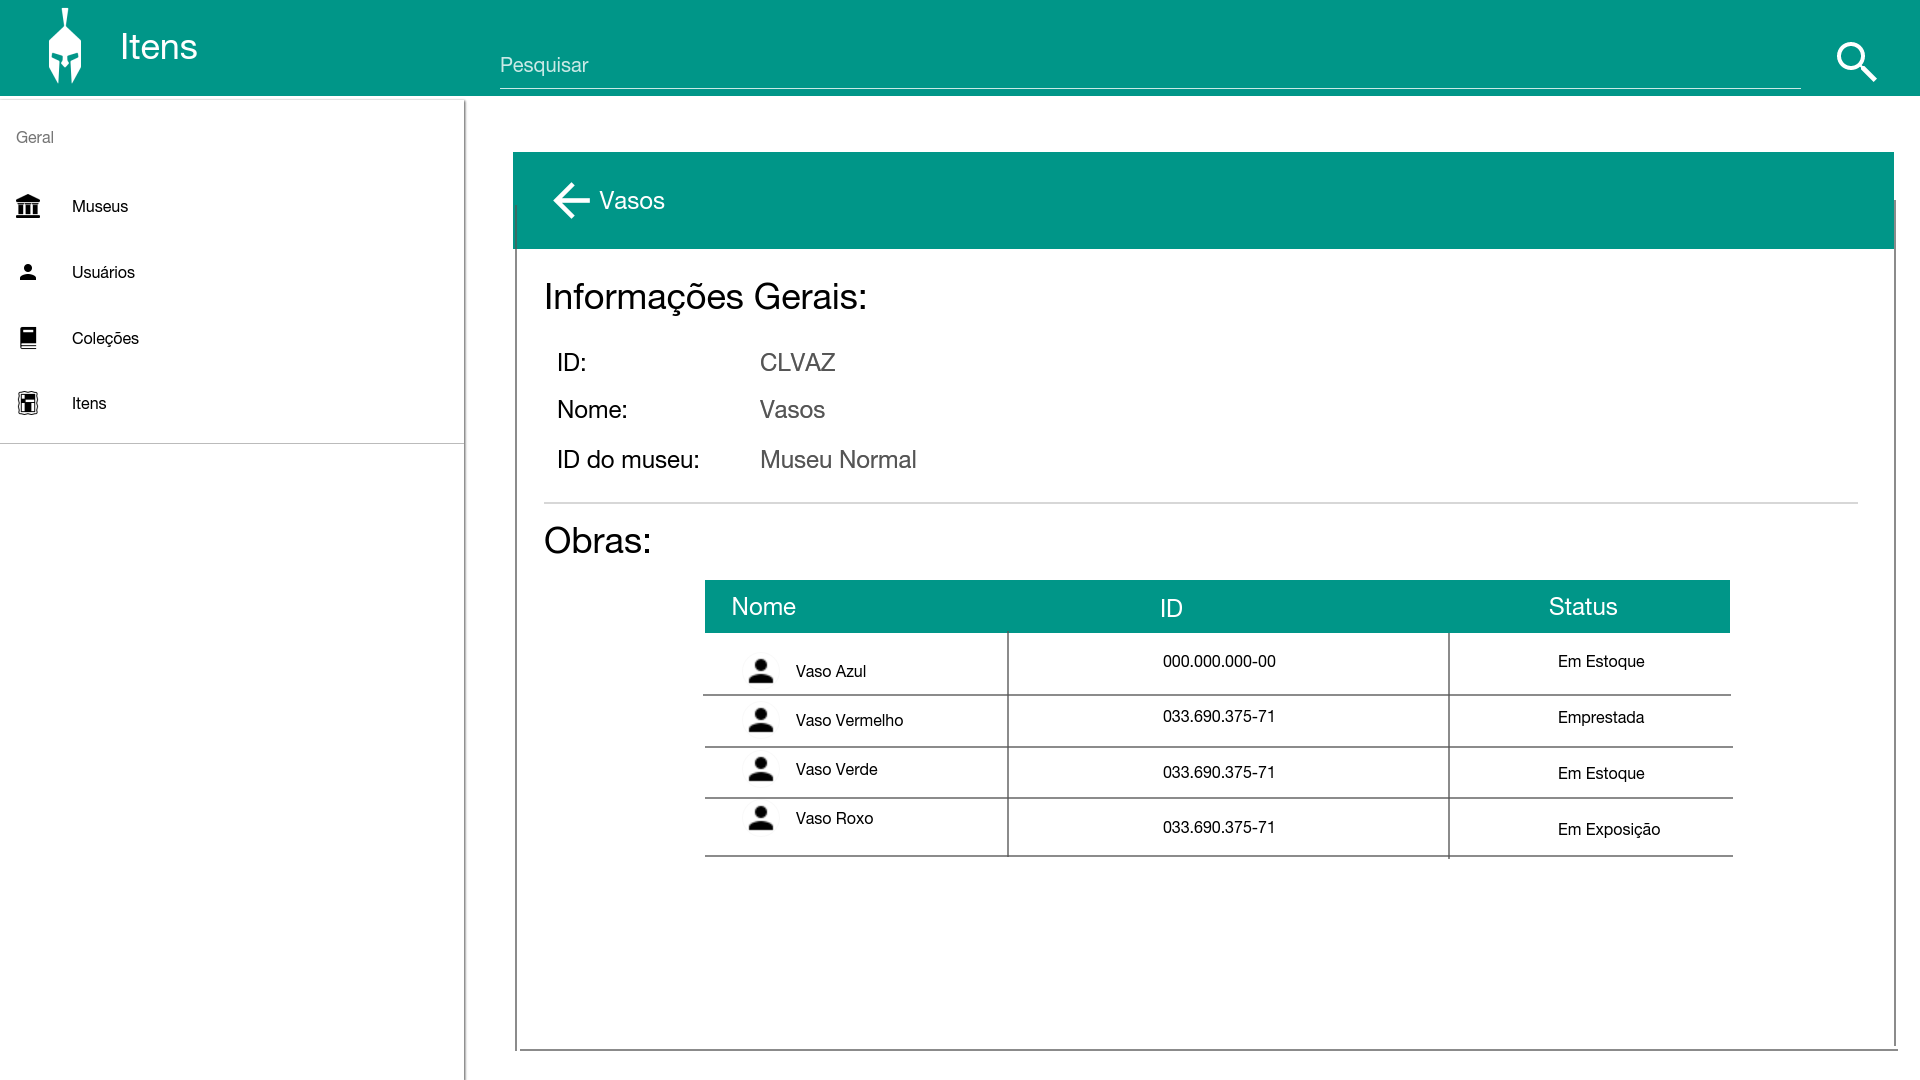 Itens
Pesquisar
Geral
Museus
Usuários
Coleções
Itens
Vasos
Informações Gerais:
ID: CLVAZ
Nome: Vasos
ID do museu: Museu Normal
Obras:
Nome ID Status
Vaso Azul 000.000.000-00 Em Estoque
Vaso Vermelho 033.690.375-71 Emprestada
Vaso Verde 033.690.375-71 Em Estoque
Vaso Roxo 033.690.375-71 Em Exposição